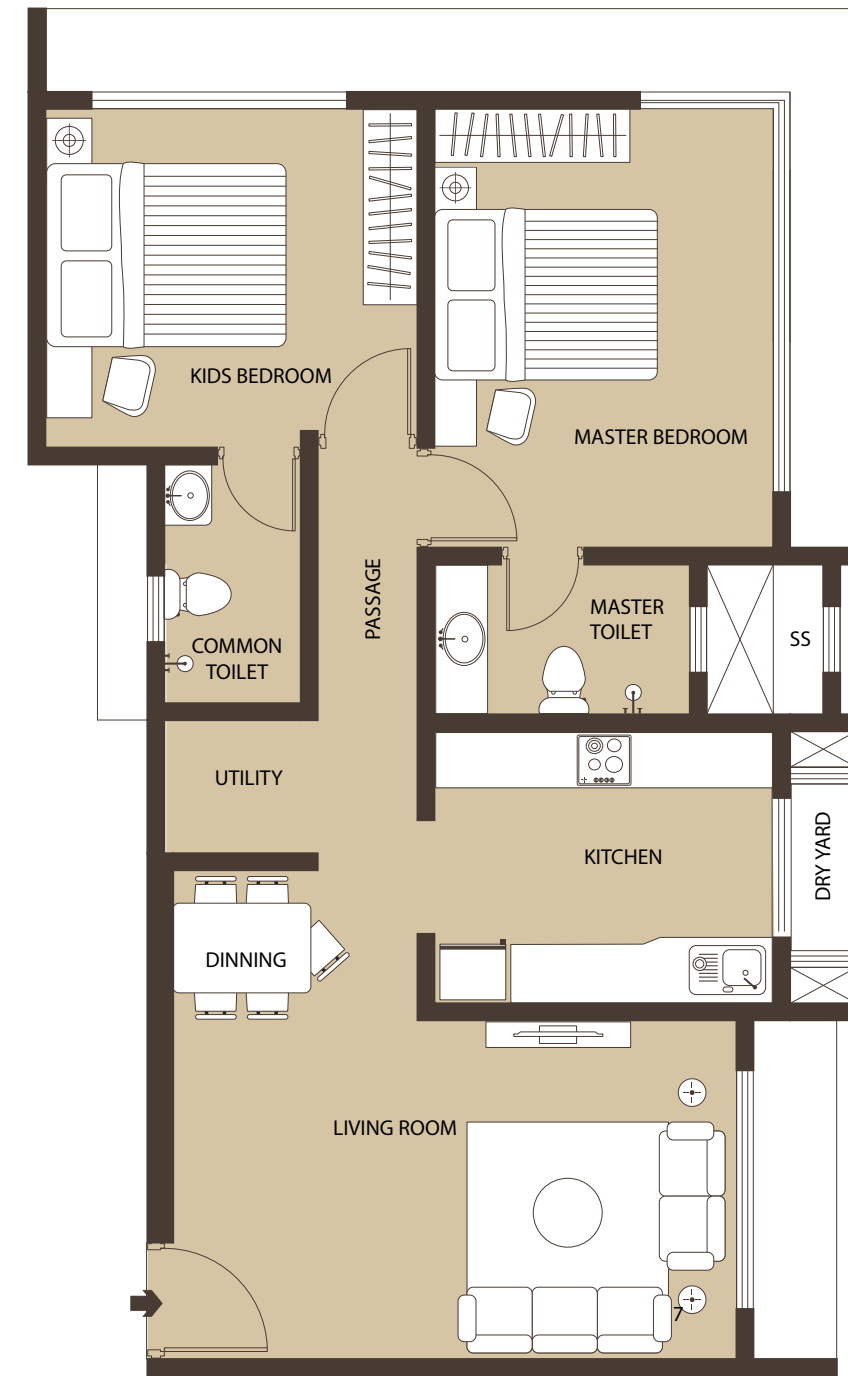 KIDS BEDROOM
MASTER BEDROOM
PASSAGE
MASTER
TOILET
SS
COMMON
TOILET
UTILITY
KITCHEN
DRY YARD
DINNING
LIVING ROOM
7